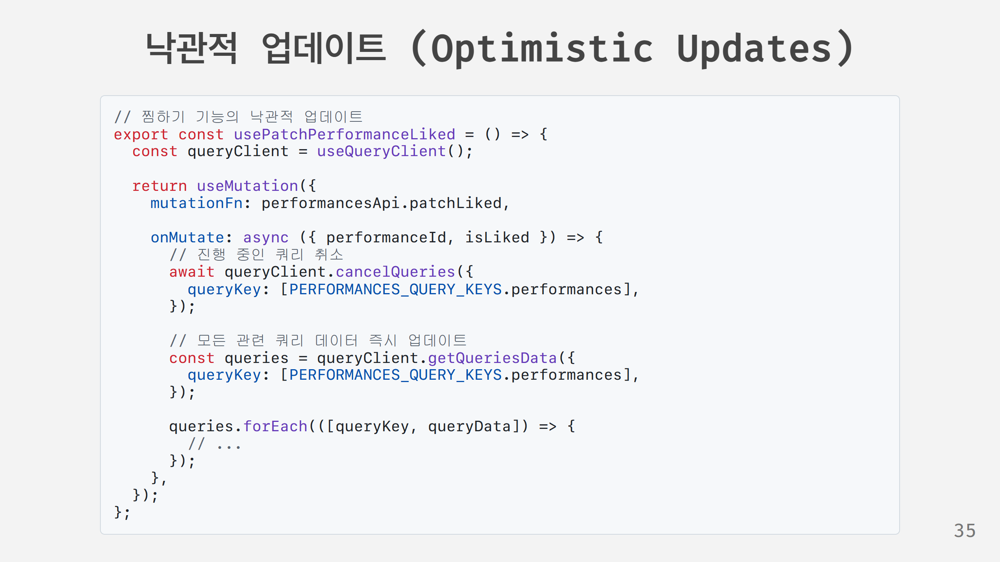 낙관적 업데이트 (Optimistic Updates)
// 찜하기 기능의 낙관적 업데이트
export const usePatchPerformanceLiked = () => {
  const queryClient = useQueryClient();

  return useMutation({
    mutationFn: performancesApi.patchLiked,

    onMutate: async ({ performanceId, isLiked }) => {
      // 진행 중인 쿼리 취소
      await queryClient.cancelQueries({
        queryKey: [PERFORMANCES_QUERY_KEYS.performances],
      });

      // 모든 관련 쿼리 데이터 즉시 업데이트
      const queries = queryClient.getQueriesData({
        queryKey: [PERFORMANCES_QUERY_KEYS.performances],
      });

      queries.forEach(([queryKey, queryData]) => {
        // ...
      });
    },
  });
};
35